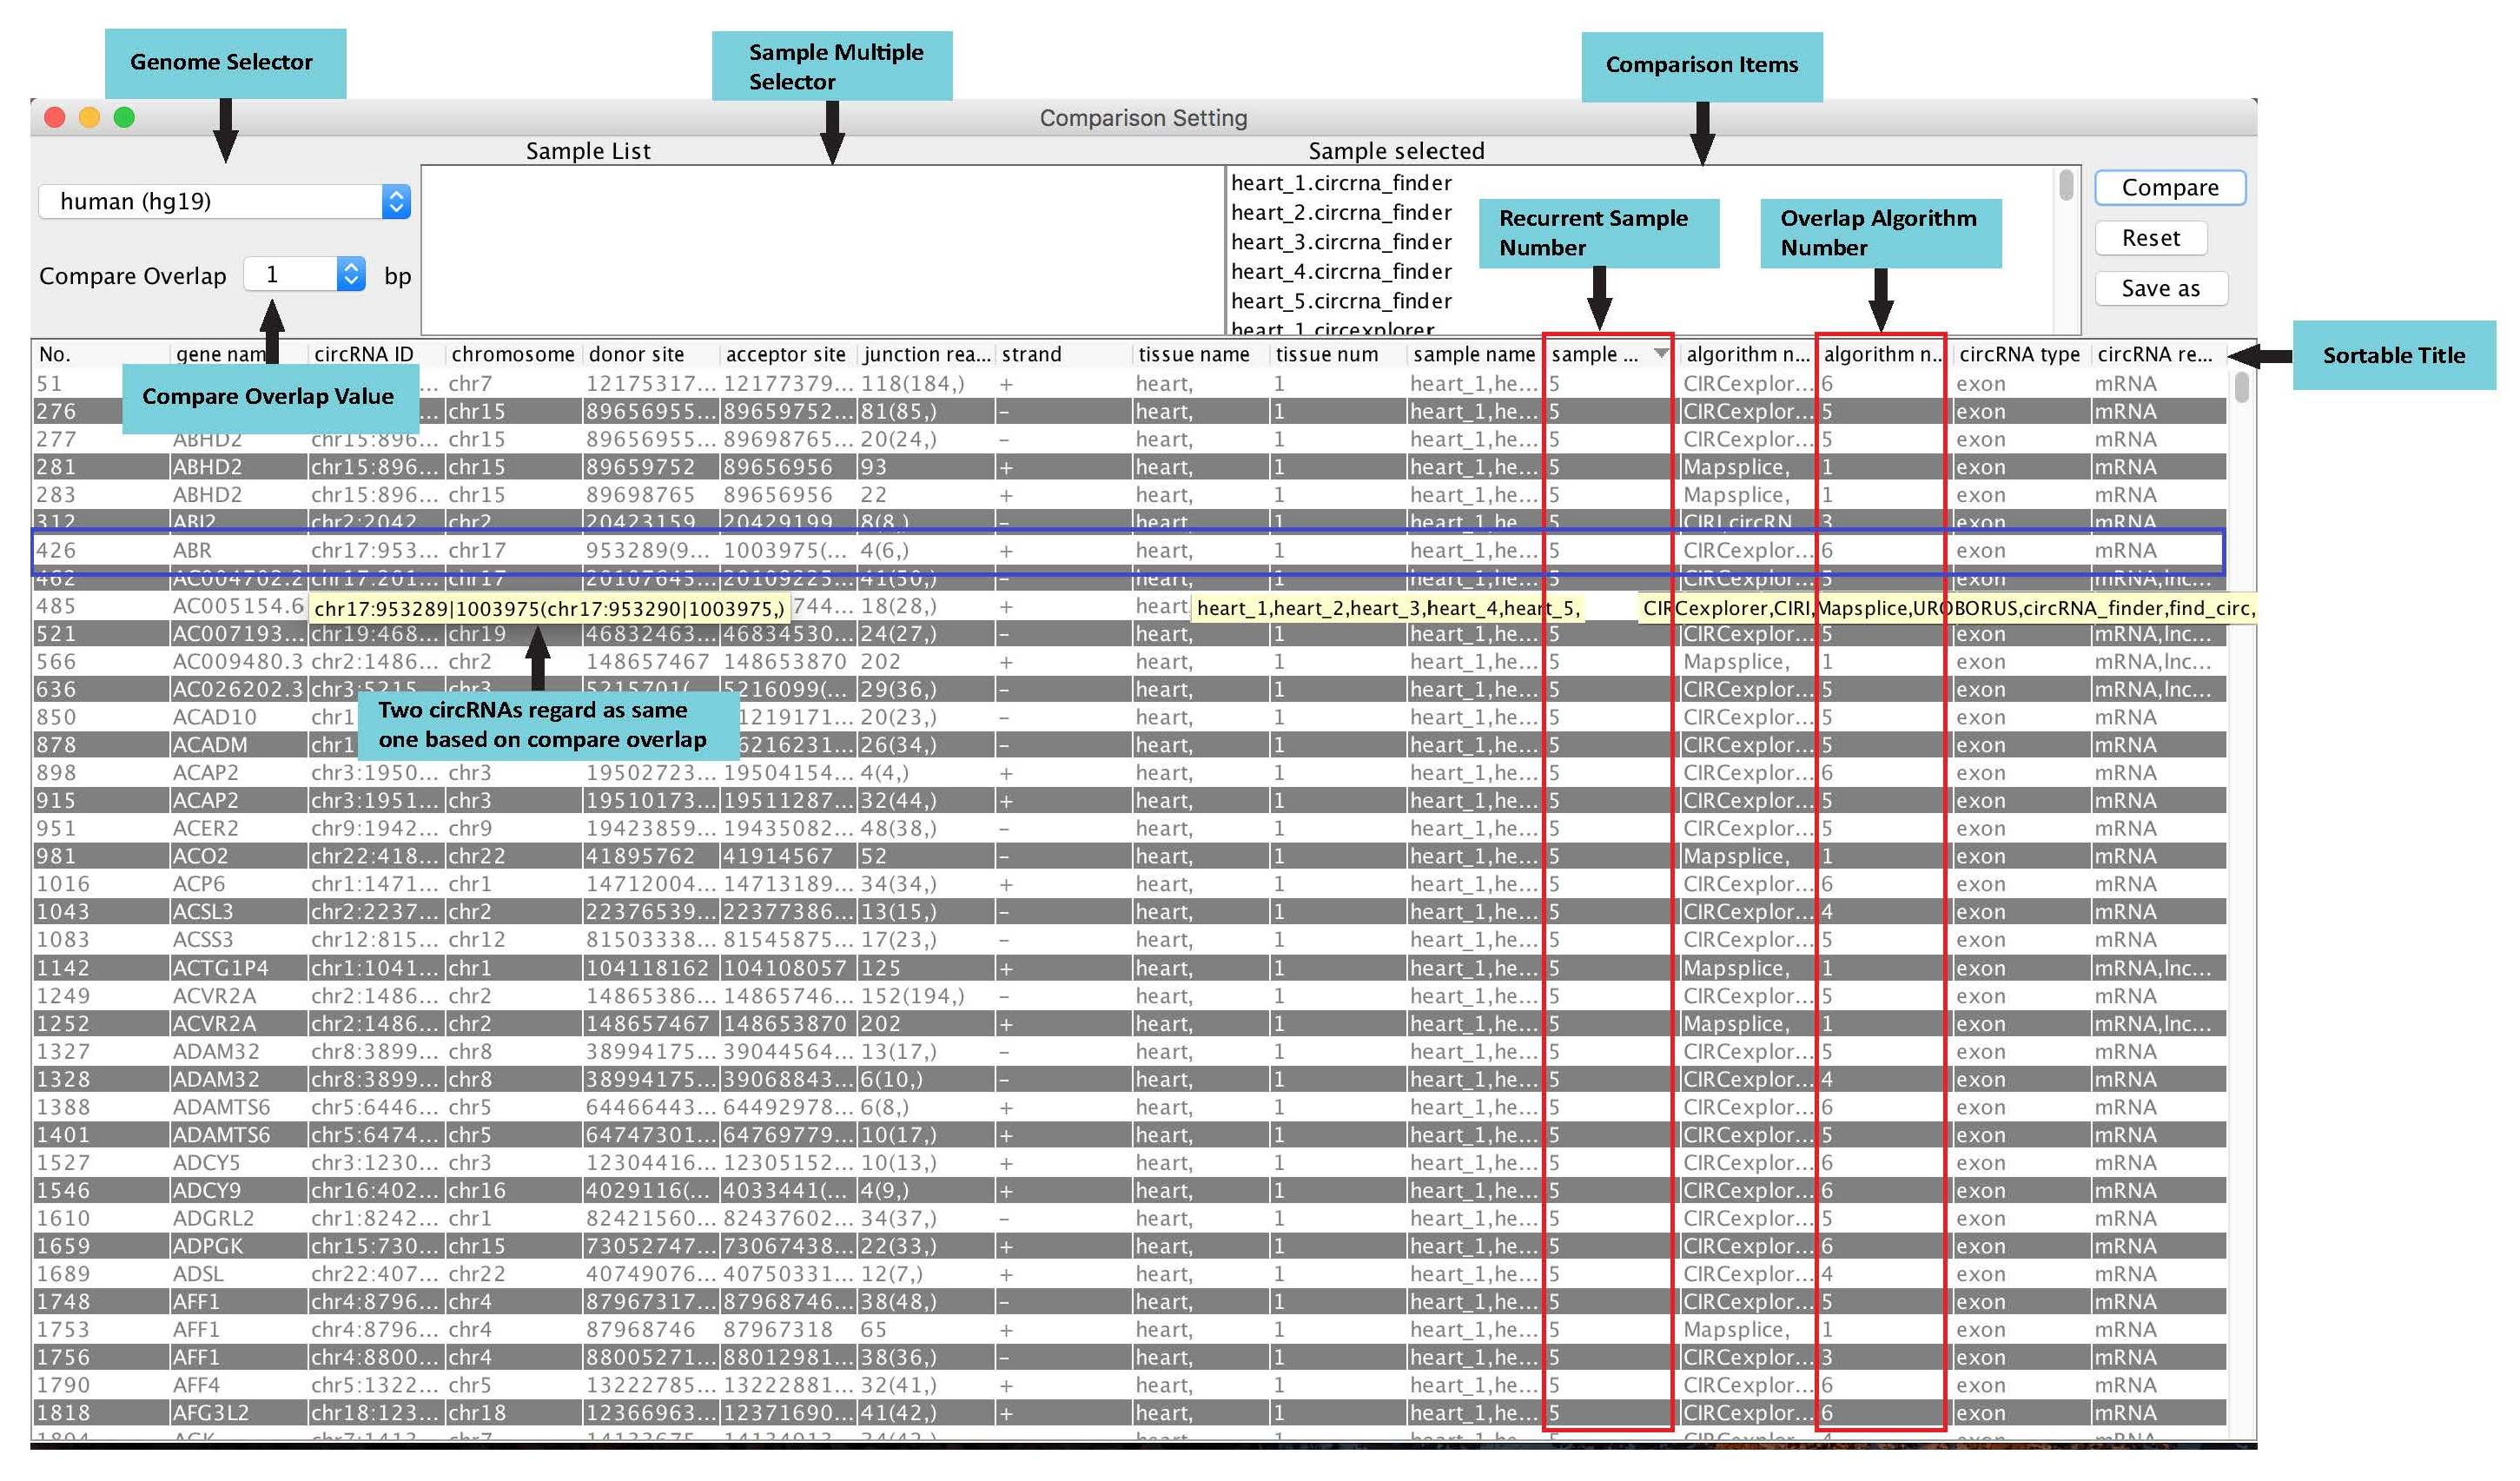 Genome Selector
Sample Multiple
Selector
Comparison Items
Comparison Setting
Sample List
Sample selected
human (hg19)
Compare Overlap 1 bp
heart_1.circrna_finder
heart_2.circrna_finder
heart_3.circrna_finder
heart_4.circrna_finder
heart_5.circrna_finder
heart_1.circexplorer
Recurrent Sample
Number
Overlap Algorithm
Number
Compare
Reset
Save as
Sortable Title
Compare Overlap Value
No. gene nam circRNA ID chromosome donor site acceptor site junction rea... strand tissue name tissue num sample name sample ... algorithm n... algorithm n... circRNA type circRNA re...
51 ... chr7 12175317... 12177379... 118(184,) + heart, 1 heart_1,he... 5 CIRCexplor... 6 exon mRNA
276 ... chr15 89656955... 89659752... 81(85,) – heart, 1 heart_1,he... 5 CIRCexplor... 5 exon mRNA
277 ABHD2 chr15:896... chr15 89656955... 89698765... 20(24,) – heart, 1 heart_1,he... 5 CIRCexplor... 5 exon mRNA
281 ABHD2 chr15:896... chr15 89659752 89656956 93 + heart, 1 heart_1,he... 5 Mapsplice, 1 exon mRNA
283 ABHD2 chr15:896... chr15 89698765 89656956 22 + heart, 1 heart_1,he... 5 Mapsplice, 1 exon mRNA
312 ABI2 chr2:2042 chr2 20423159 20429199 8(8,) – heart, 1 heart_1,he 5 CIRI,circRN 3 exon mRNA
426 ABR chr17:953... chr17 953289(9... 1003975(... 4(6,) + heart, 1 heart_1,he... 5 CIRCexplor... 6 exon mRNA
462 AC004702.2 chr17:201... chr17 20107645... 20109225... 41(50,) – heart, 1 heart_1,he... 5 CIRCexplor... 5 exon mRNA,lnc...
485 AC005154.6 744... 18(28,) + heart
chr17:953289|1003975(chr17:953290|1003975,)
heart_1,heart_2,heart_3,heart_4,heart_5,
CIRCexplorer,CIRI,Mapsplice,UROBORUS,circRNA_finder,find_circ,
521 AC007193... chr19:468... chr19 46832463... 46834530... 24(27,) – heart, 1 heart_1,he... 5 CIRCexplor... 5 exon mRNA,lnc...
566 AC009480.3 chr2:1486... chr2 148657467 148653870 202 + heart, 1 heart_1,he... 5 Mapsplice, 1 exon mRNA,lnc...
636 AC026202.3 chr3:5215 chr3 5215701( 5216099(... 29(36,) – heart, 1 heart_1,he... 5 CIRCexplor... 5 exon mRNA,lnc...
Two circRNAs regard as same
one based on compare overlap
850 ACAD10 chr1 1219171... 20(23,) – heart, 1 heart_1,he... 5 CIRCexplor... 5 exon mRNA
878 ACADM chr1 6216231... 26(34,) – heart, 1 heart_1,he... 5 CIRCexplor... 5 exon mRNA
898 ACAP2 chr3:1950... chr3 19502723... 19504154... 4(4,) + heart, 1 heart_1,he... 5 CIRCexplor... 6 exon mRNA
915 ACAP2 chr3:1951... chr3 19510173... 19511287... 32(44,) + heart, 1 heart_1,he... 5 CIRCexplor... 5 exon mRNA
951 ACER2 chr9:1942... chr9 19423859... 19435082... 48(38,) – heart, 1 heart_1,he... 5 CIRCexplor... 5 exon mRNA
981 ACO2 chr22:418... chr22 41895762 41914567 52 – heart, 1 heart_1,he... 5 Mapsplice, 1 exon mRNA
1016 ACP6 chr1:1471... chr1 14712004... 14713189... 34(34,) + heart, 1 heart_1,he... 5 CIRCexplor... 6 exon mRNA
1043 ACSL3 chr2:2237... chr2 22376539... 22377386... 13(15,) – heart, 1 heart_1,he... 5 CIRCexplor... 4 exon mRNA
1083 ACSS3 chr12:815... chr12 81503338... 81545875... 17(23,) – heart, 1 heart_1,he... 5 CIRCexplor... 5 exon mRNA
1142 ACTG1P4 chr1:1041... chr1 104118162 104108057 125 + heart, 1 heart_1,he... 5 Mapsplice, 1 exon mRNA,lnc...
1249 ACVR2A chr2:1486... chr2 14865386... 14865746... 152(194,) – heart, 1 heart_1,he... 5 CIRCexplor... 5 exon mRNA
1252 ACVR2A chr2:1486... chr2 148657467 148653870 202 + heart, 1 heart_1,he... 5 Mapsplice, 1 exon mRNA,lnc...
1327 ADAM32 chr8:3899... chr8 38994175... 39044564... 13(17,) – heart, 1 heart_1,he... 5 CIRCexplor... 5 exon mRNA
1328 ADAM32 chr8:3899... chr8 38994175... 39068843... 6(10,) – heart, 1 heart_1,he... 5 CIRCexplor... 4 exon mRNA
1388 ADAMTS6 chr5:6446... chr5 64466443... 64492978... 6(8,) + heart, 1 heart_1,he... 5 CIRCexplor... 6 exon mRNA
1401 ADAMTS6 chr5:6474... chr5 64747301... 64769779... 10(17,) + heart, 1 heart_1,he... 5 CIRCexplor... 5 exon mRNA
1527 ADCY5 chr3:1230... chr3 12304416... 12305152... 10(13,) + heart, 1 heart_1,he... 5 CIRCexplor... 6 exon mRNA
1546 ADCY9 chr16:402... chr16 4029116(... 4033441(... 4(9,) + heart, 1 heart_1,he... 5 CIRCexplor... 6 exon mRNA
1610 ADGRL2 chr1:8242... chr1 82421560... 82437602... 34(37,) – heart, 1 heart_1,he... 5 CIRCexplor... 5 exon mRNA
1659 ADPGK chr15:730... chr15 73052747... 73067438... 22(33,) + heart, 1 heart_1,he... 5 CIRCexplor... 6 exon mRNA
1689 ADSL chr22:407... chr22 40749076... 40750331... 12(7,) + heart, 1 heart_1,he... 5 CIRCexplor... 4 exon mRNA
1748 AFF1 chr4:8796... chr4 87967317... 87968746... 38(48,) – heart, 1 heart_1,he... 5 CIRCexplor... 5 exon mRNA
1753 AFF1 chr4:8796... chr4 87968746 87967318 65 + heart, 1 heart_1,he... 5 Mapsplice, 1 exon mRNA
1756 AFF1 chr4:8800... chr4 88005271... 88012981... 38(36,) – heart, 1 heart_1,he... 5 CIRCexplor... 3 exon mRNA
1790 AFF4 chr5:1322... chr5 13222785... 13222881... 32(41,) + heart, 1 heart_1,he... 5 CIRCexplor... 6 exon mRNA
1818 AFG3L2 chr18:123... chr18 12366963... 12371690... 41(42,) + heart, 1 heart_1,he... 5 CIRCexplor... 6 exon mRNA